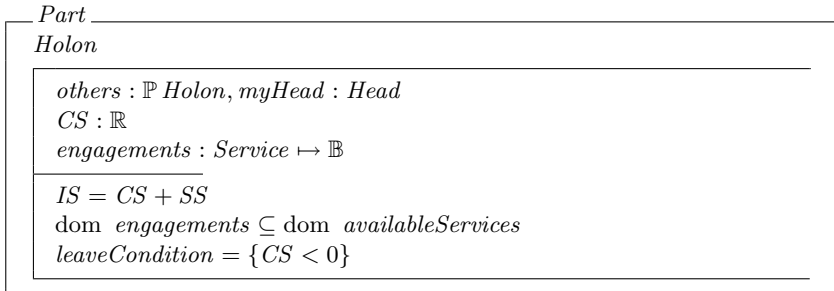 Part
Holon
others : ℙ Holon, myHead : Head
CS : ℝ
engagements : Service ↦ 𝔹
IS = CS + SS
dom engagements ⊆ dom availableServices
leaveCondition = {CS < 0}